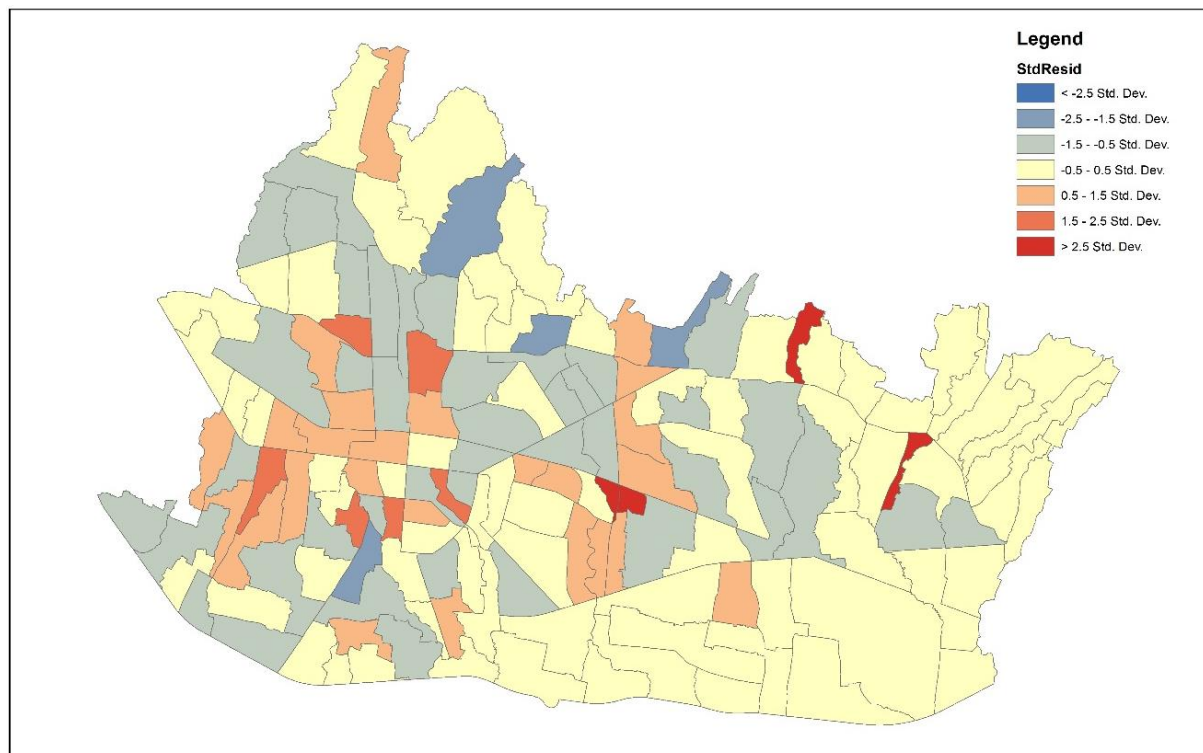 Legend
StdResid
< -2.5 Std. Dev.
-2.5 - -1.5 Std. Dev.
-1.5 - -0.5 Std. Dev.
-0.5 - 0.5 Std. Dev.
0.5 - 1.5 Std. Dev.
1.5 - 2.5 Std. Dev.
> 2.5 Std. Dev.